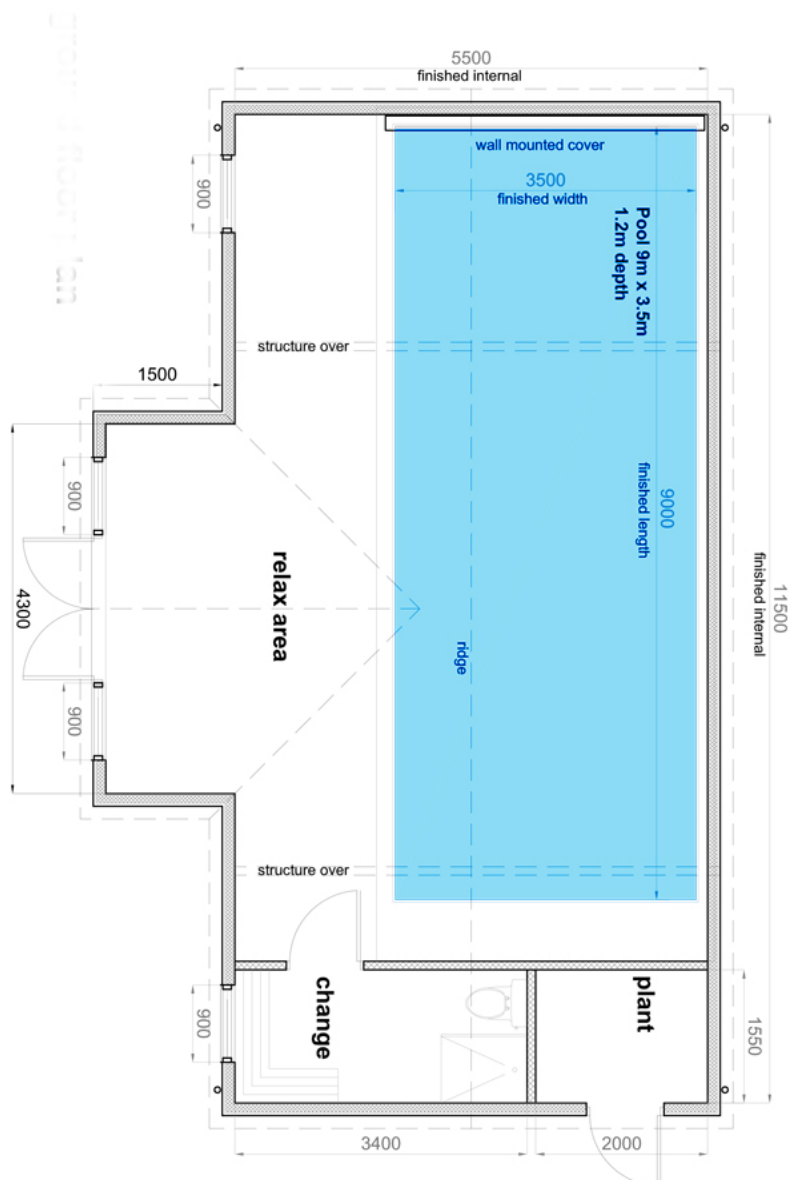 5500
finished internal
wall mounted cover
900
3500
finished width
Pool 9m x 3.5m
1.2m depth
structure over
1500
900
finished length
9000
11500
finished internal
4300
relax area
ridge
900
structure over
change
plant
900
1550
3400
2000